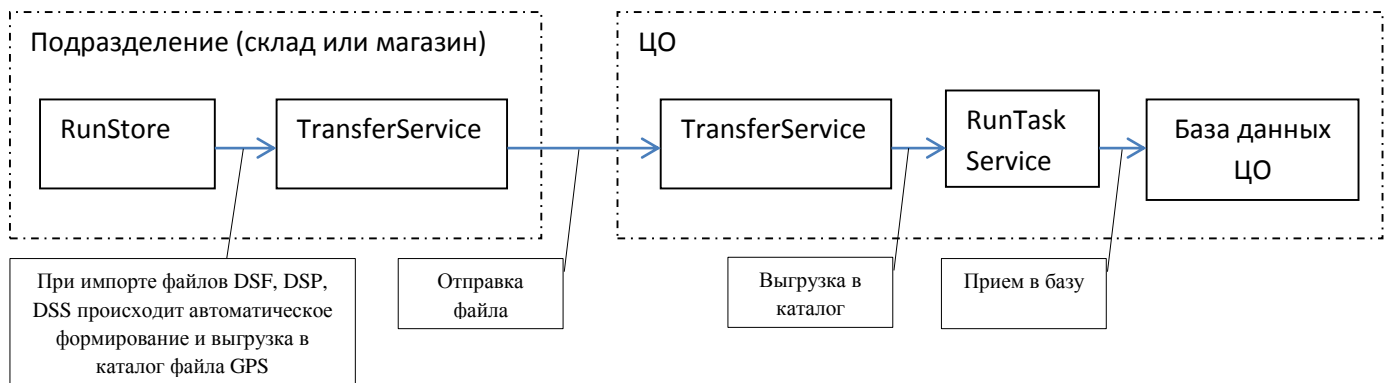 Подразделение (склад или магазин)
ЦО
RunStore
TransferService
TransferService
RunTask
Service
База данных
ЦО
При импорте файлов DSF, DSP,
DSS происходит автоматическое
формирование и выгрузка в
каталог файла GPS
Отправка
файла
Выгрузка в
каталог
Прием в базу